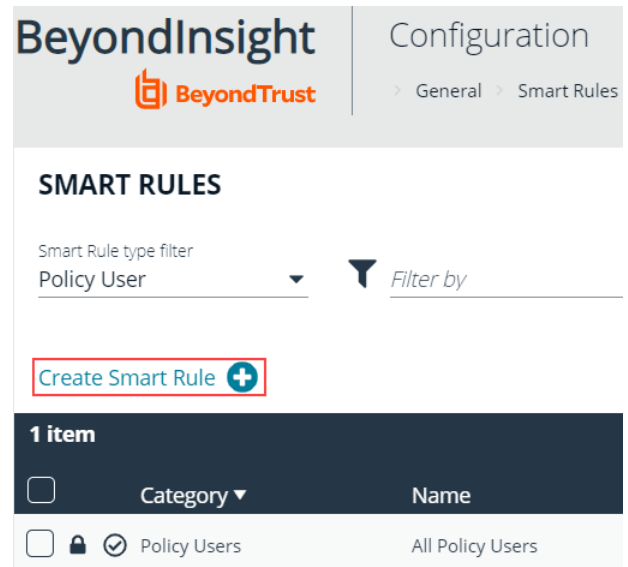 BeyondInsight
BeyondTrust
Configuration
> General > Smart Rules
SMART RULES
Smart Rule type filter
Policy User
Filter by
Create Smart Rule
1 item
Category Name
Policy Users All Policy Users